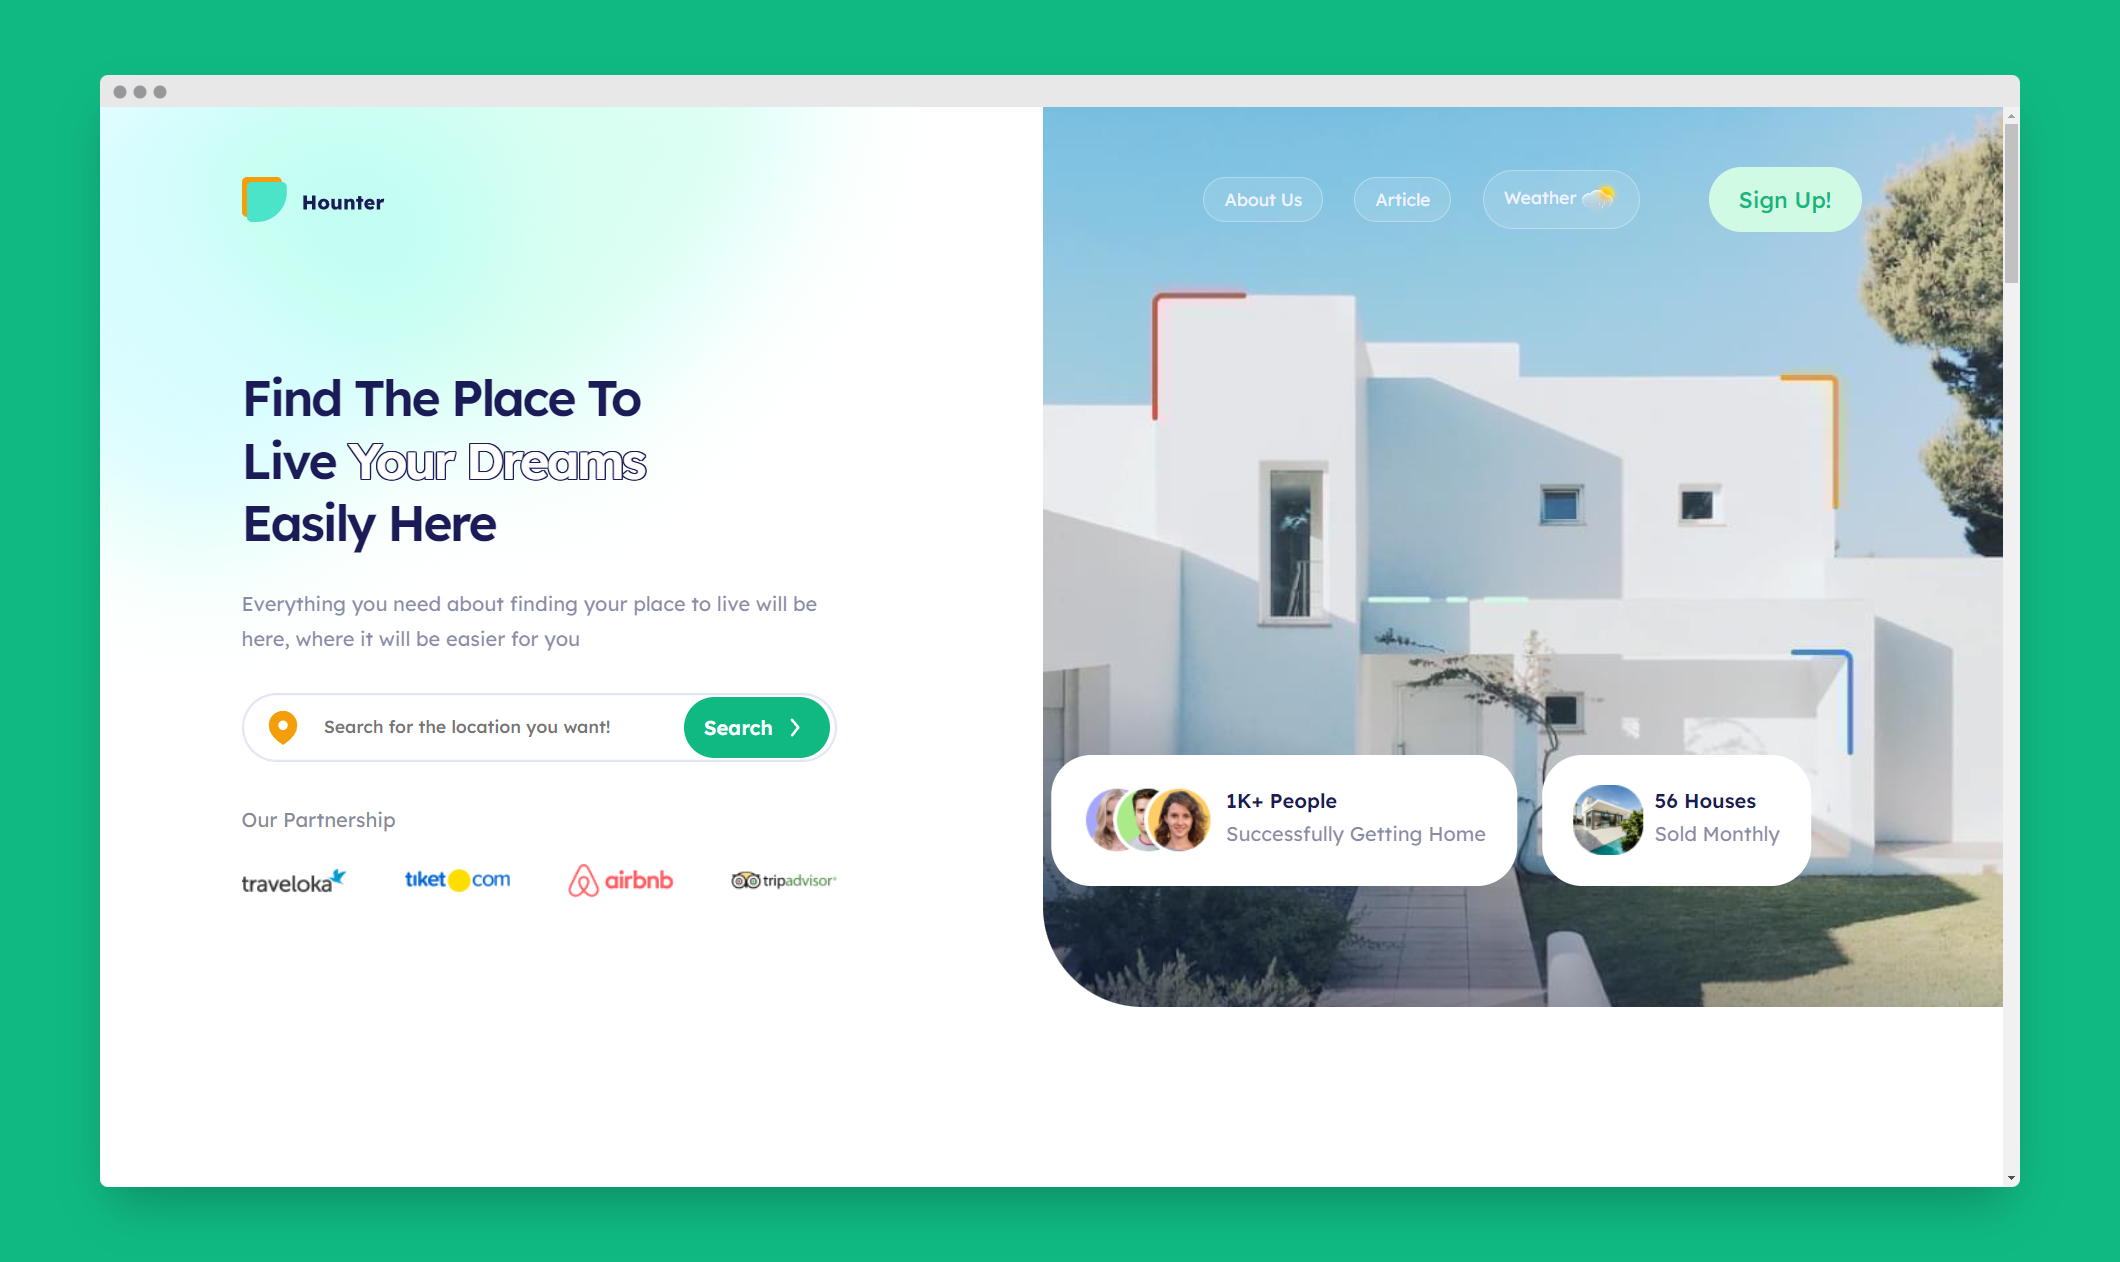 Hounter
About Us
Article
Weather
Sign Up!
Find The Place To
Live Your Dreams
Easily Here
Everything you need about finding your place to live will be
here, where it will be easier for you
Search for the location you want!
Search
Our Partnership
traveloka
tiket com
airbnb
tripadvisor
1K+ People
Successfully Getting Home
56 Houses
Sold Monthly